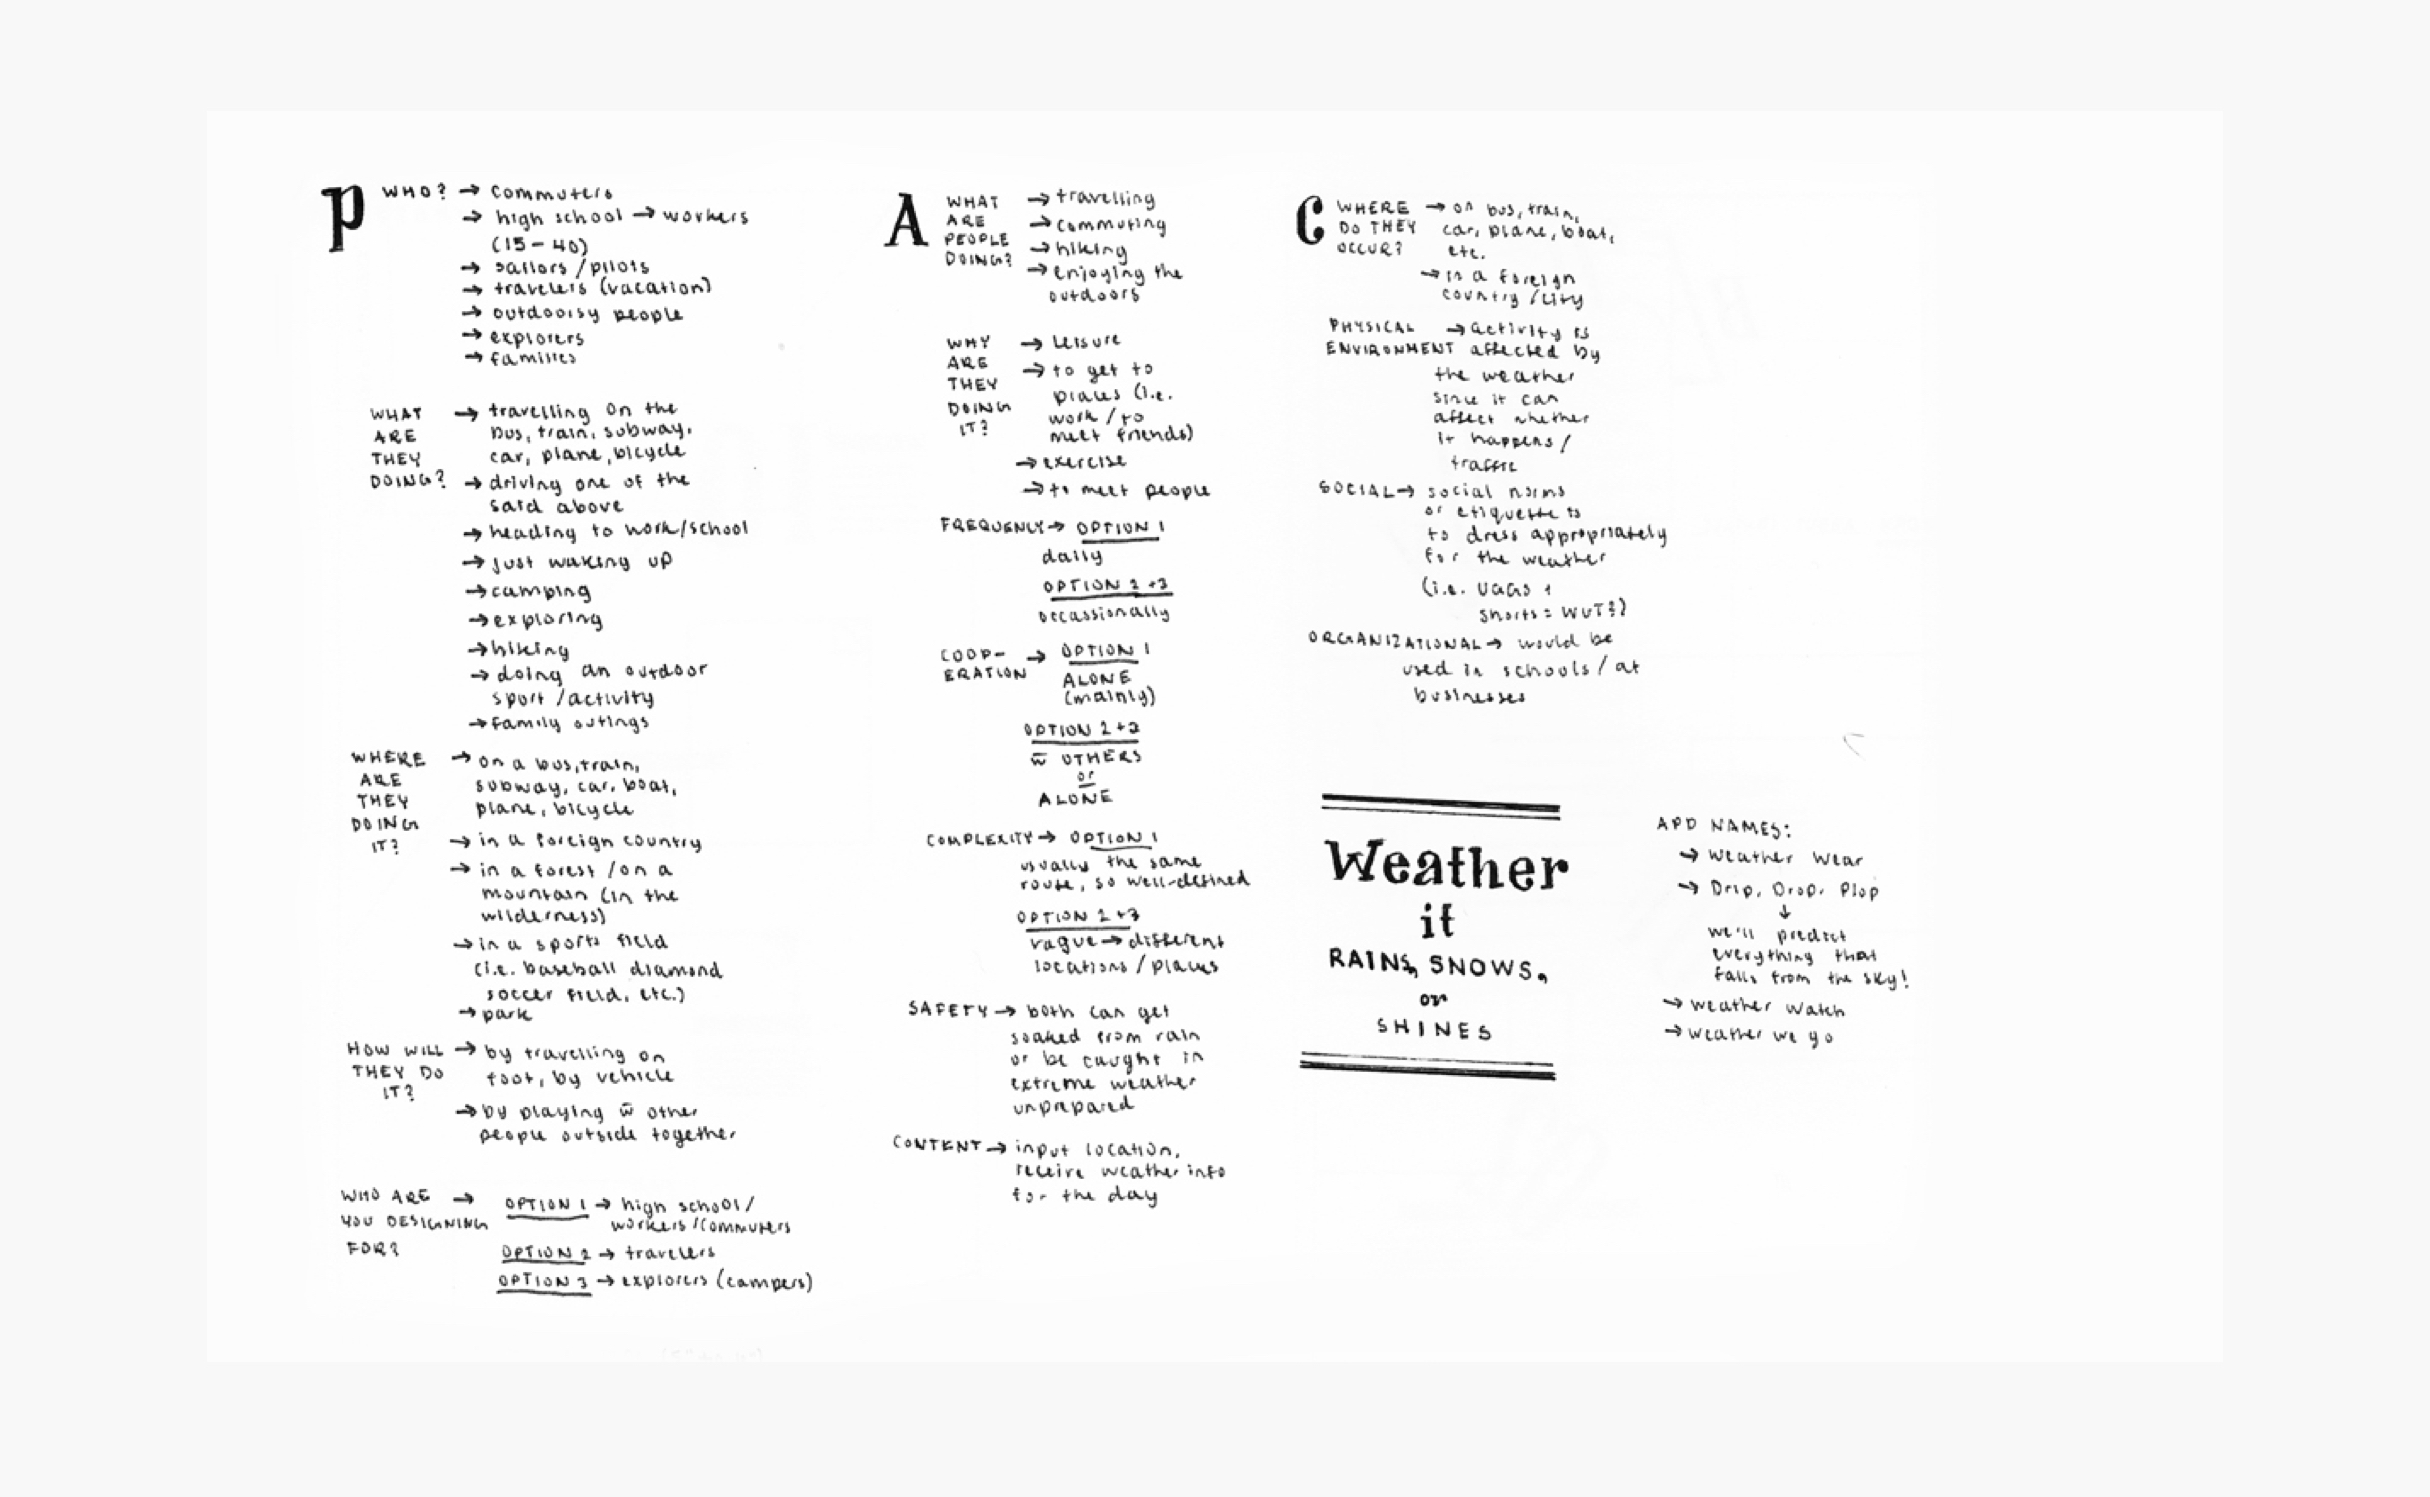 P WHO? → commuters
→ high school → workers
(15-40)
→ sailors/pilots
→ travelers (vacation)
→ outdoorsy people
→ explorers
→ families
WHAT → travelling on the
ARE bus, train, subway,
THEY car, plane, bicycle
DOING? → driving one of the
said above
→ heading to work/school
→ just waking up
→ camping
→ exploring
→ hiking
→ doing an outdoor
sport/activity
→ family outings
WHERE → on a bus, train,
ARE subway, car, boat,
THEY plane, bicycle
DOING → in a foreign country
IT? → in a forest/on a
mountain (in the
wilderness)
→ in a sports field
(i.e. baseball diamond
soccer field, etc.)
→ park
HOW WILL → by travelling on
THEY DO foot, by vehicle
IT?
→ by playing w̄ other
people outside together
WHO ARE → OPTION 1 → high school/
YOU DESIGNING workers/commuters
FOR? OPTION 2 → travelers
OPTION 3 → explorers (campers)
A WHAT → travelling
ARE → commuting
PEOPLE → hiking
DOING? → enjoying the
outdoors
WHY → leisure
ARE → to get to
THEY places (i.e.
DOING work/to
IT? meet friends)
→ exercise
→ to meet people
FREQUENCY → OPTION 1
daily
OPTION 2+3
occassionally
COOP- → OPTION 1
ERATION ALONE
(mainly)
OPTION 2+3
w̄ OTHERS
or
ALONE
COMPLEXITY → OPTION 1
usually the same
route, so well-defined
OPTION 2+3
vague → different
locations/places
SAFETY → both can get
soaked from rain
or be caught in
extreme weather
unprepared
CONTENT → input location,
receive weather info
for the day
C WHERE → on bus, train,
DO THEY car, plane, boat,
OCCUR? etc.
→ in a foreign
country/city
PHYSICAL → activity is
ENVIRONMENT affected by
the weather
since it can
affect whether
it happens/
traffic
SOCIAL → social norms
or etiquette is
to dress appropriately
for the weather
(i.e. UGGS +
shorts = WUT?)
ORGANIZATIONAL → would be
used in schools/at
businesses
Weather
it
RAINS, SNOWS,
or
SHINES
APP NAMES:
→ Weather Wear
→ Drip, Drop, Plop
↓
we'll predict
everything that
falls from the sky!
→ weather watch
→ weather we go